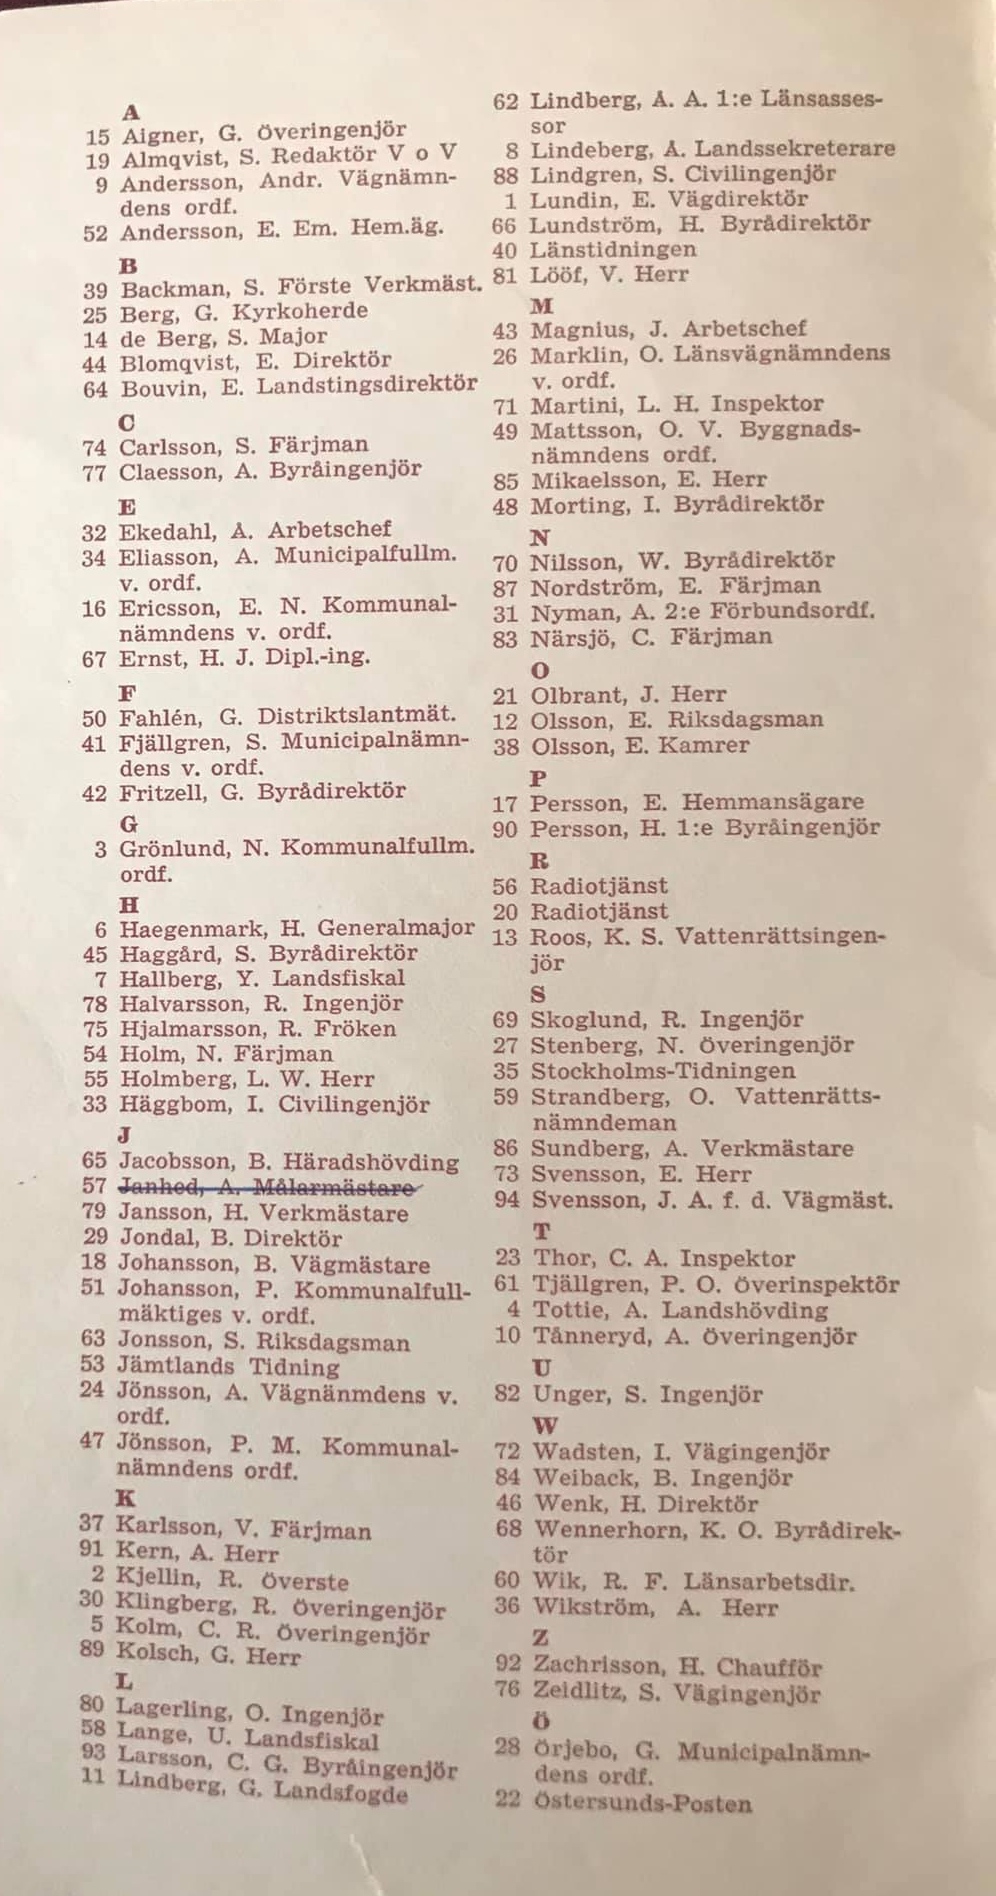 A
15 Aigner, G. Överingenjör
19 Almqvist, S. Redaktör V o V
9 Andersson, Andr. Vägnämn-
dens ordf.
52 Andersson, E. Em. Hem.äg.
B
39 Backman, S. Förste Verkmäst.
25 Berg, G. Kyrkoherde
14 de Berg, S. Major
44 Blomqvist, E. Direktör
64 Bouvin, E. Landstingsdirektör
C
74 Carlsson, S. Färjman
77 Claesson, A. Byråingenjör
E
32 Ekedahl, Å. Arbetschef
34 Eliasson, A. Municipalfullm.
v. ordf.
16 Ericsson, E. N. Kommunal-
nämndens v. ordf.
67 Ernst, H. J. Dipl.-ing.
F
50 Fahlén, G. Distriktslantmät.
41 Fjällgren, S. Municipalnämn-
dens v. ordf.
42 Fritzell, G. Byrådirektör
G
3 Grönlund, N. Kommunalfullm.
ordf.
H
6 Haegenmark, H. Generalmajor
45 Haggård, S. Byrådirektör
7 Hallberg, Y. Landsfiskal
78 Halvarsson, R. Ingenjör
75 Hjalmarsson, R. Fröken
54 Holm, N. Färjman
55 Holmberg, L. W. Herr
33 Häggbom, I. Civilingenjör
J
65 Jacobsson, B. Häradshövding
57 Janhed, A. Målarmästare
79 Jansson, H. Verkmästare
29 Jondal, B. Direktör
18 Johansson, B. Vägmästare
51 Johansson, P. Kommunalfull-
mäktiges v. ordf.
63 Jonsson, S. Riksdagsman
53 Jämtlands Tidning
24 Jönsson, A. Vägnänmdens v.
ordf.
47 Jönsson, P. M. Kommunal-
nämndens ordf.
K
37 Karlsson, V. Färjman
91 Kern, A. Herr
2 Kjellin, R. Överste
30 Klingberg, R. Överingenjör
5 Kolm, C. R. Överingenjör
89 Kolsch, G. Herr
L
80 Lagerling, O. Ingenjör
58 Lange, U. Landsfiskal
93 Larsson, C. G. Byråingenjör
11 Lindberg, G. Landsfogde
62 Lindberg, Å. A. 1:e Länsasses-
sor
8 Lindeberg, Å. Landssekreterare
88 Lindgren, S. Civilingenjör
1 Lundin, E. Vägdirektör
66 Lundström, H. Byrådirektör
40 Länstidningen
81 Lööf, V. Herr
M
43 Magnius, J. Arbetschef
26 Marklin, O. Länsvägnämndens
v. ordf.
71 Martini, L. H. Inspektor
49 Mattsson, O. V. Byggnads-
nämndens ordf.
85 Mikaelsson, E. Herr
48 Morting, I. Byrådirektör
N
70 Nilsson, W. Byrådirektör
87 Nordström, E. Färjman
31 Nyman, A. 2:e Förbundsordf.
83 Närsjö, C. Färjman
O
21 Olbrant, J. Herr
12 Olsson, E. Riksdagsman
38 Olsson, E. Kamrer
P
17 Persson, E. Hemmansägare
90 Persson, H. 1:e Byråingenjör
R
56 Radiotjänst
20 Radiotjänst
13 Roos, K. S. Vattenrättsingen-
jör
S
69 Skoglund, R. Ingenjör
27 Stenberg, N. Överingenjör
35 Stockholms-Tidningen
59 Strandberg, O. Vattenrätts-
nämndeman
86 Sundberg, A. Verkmästare
73 Svensson, E. Herr
94 Svensson, J. A. f. d. Vägmäst.
T
23 Thor, C. A. Inspektor
61 Tjällgren, P. O. Överinspektör
4 Tottie, A. Landshövding
10 Tånneryd, A. Överingenjör
U
82 Unger, S. Ingenjör
W
72 Wadsten, I. Vägingenjör
84 Weiback, B. Ingenjör
46 Wenk, H. Direktör
68 Wennerhorn, K. O. Byrådirek-
tör
60 Wik, R. F. Länsarbetsdir.
36 Wikström, A. Herr
Z
92 Zachrisson, H. Chaufför
76 Zeidlitz, S. Vägingenjör
Ö
28 Örjebo, G. Municipalnämn-
dens ordf.
22 Östersunds-Posten